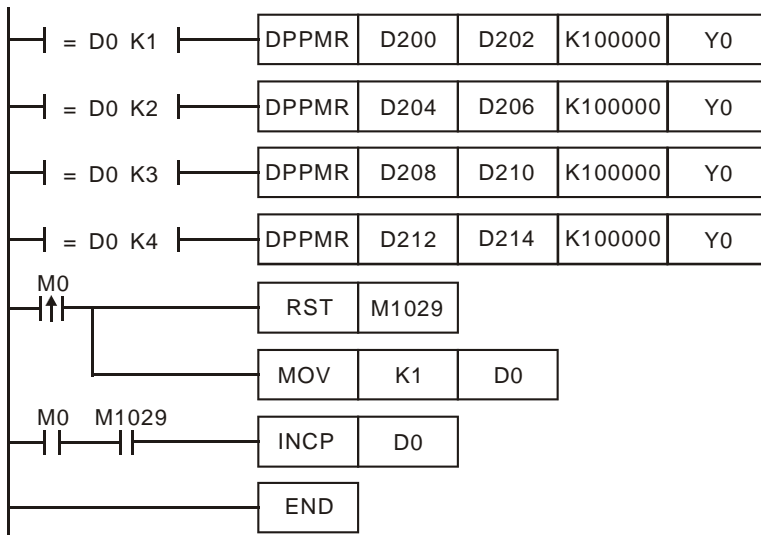 = D0 K1 DPPMR D200 D202 K100000 Y0
= D0 K2 DPPMR D204 D206 K100000 Y0
= D0 K3 DPPMR D208 D210 K100000 Y0
= D0 K4 DPPMR D212 D214 K100000 Y0
M0
RST M1029
MOV K1 D0
M0 M1029
INCP D0
END